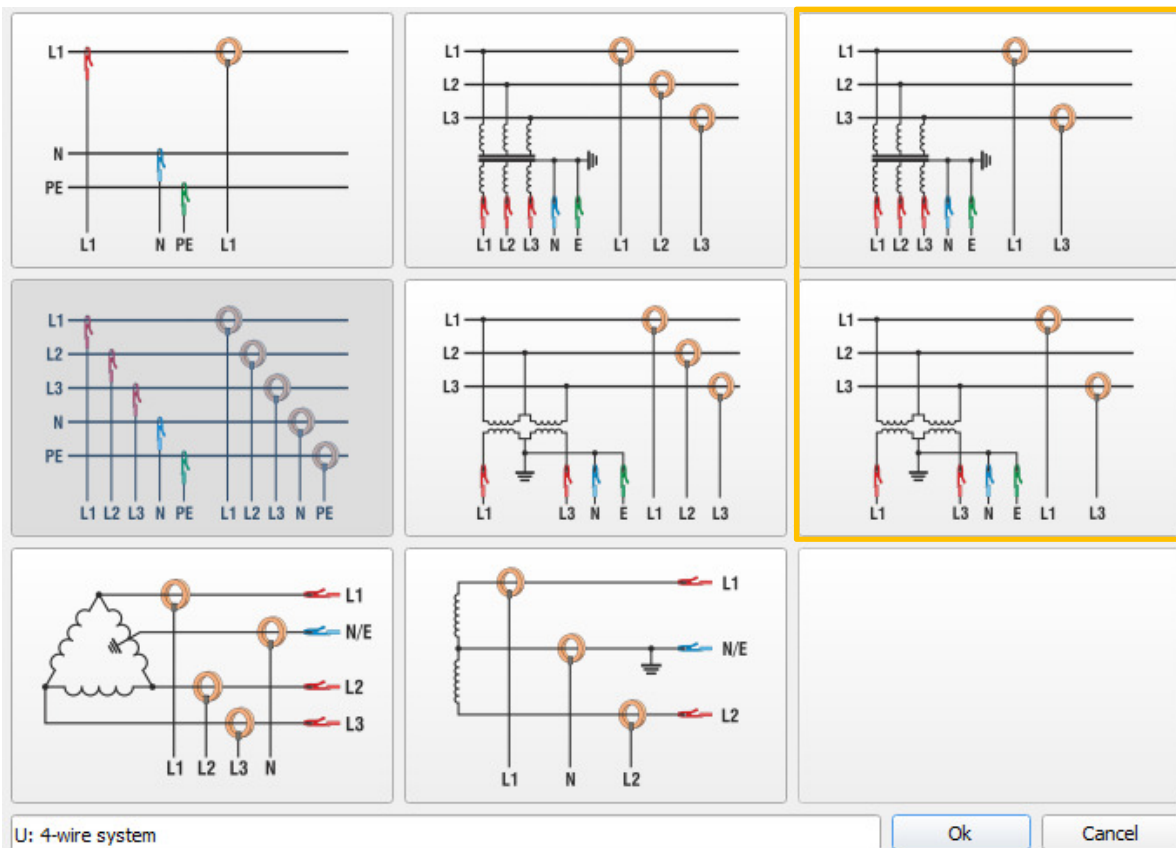 L1
N
PE
L1 N PE L1
L1
L2
L3
L1 L2 L3 N E L1 L2 L3
L1
L2
L3
L1 L2 L3 N E L1 L3
L1
L2
L3
N
PE
L1 L2 L3 N PE L1 L2 L3 N PE
L1
L2
L3
L1 L3 N E L1 L2 L3
L1
L2
L3
L1 L3 N E L1 L3
L1
N/E
L2
L3
L1 L2 L3 N
L1
N/E
L2
L1 N L2
U: 4-wire system
Ok
Cancel